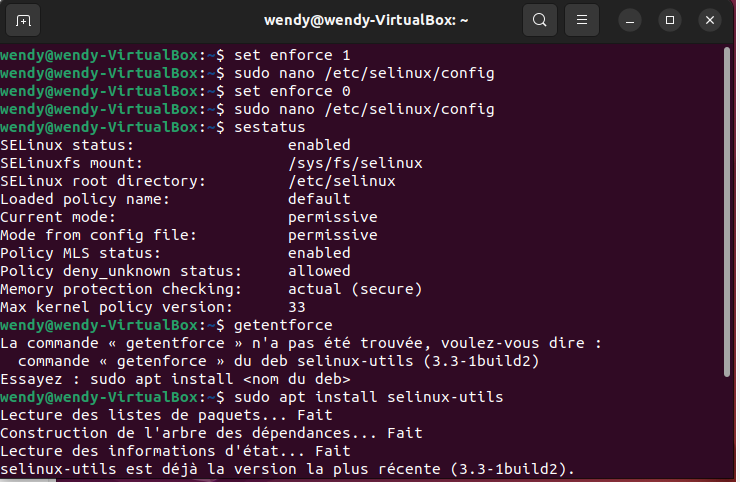 wendy@wendy-VirtualBox: ~
wendy@wendy-VirtualBox:~$ set enforce 1
wendy@wendy-VirtualBox:~$ sudo nano /etc/selinux/config
wendy@wendy-VirtualBox:~$ set enforce 0
wendy@wendy-VirtualBox:~$ sudo nano /etc/selinux/config
wendy@wendy-VirtualBox:~$ sestatus
SELinux status:                 enabled
SELinuxfs mount:                /sys/fs/selinux
SELinux root directory:         /etc/selinux
Loaded policy name:             default
Current mode:                   permissive
Mode from config file:          permissive
Policy MLS status:              enabled
Policy deny_unknown status:     allowed
Memory protection checking:     actual (secure)
Max kernel policy version:      33
wendy@wendy-VirtualBox:~$ getentforce
La commande « getentforce » n'a pas été trouvée, voulez-vous dire :
  commande « getenforce » du deb selinux-utils (3.3-1build2)
Essayez : sudo apt install <nom du deb>
wendy@wendy-VirtualBox:~$ sudo apt install selinux-utils
Lecture des listes de paquets... Fait
Construction de l'arbre des dépendances... Fait
Lecture des informations d'état... Fait
selinux-utils est déjà la version la plus récente (3.3-1build2).